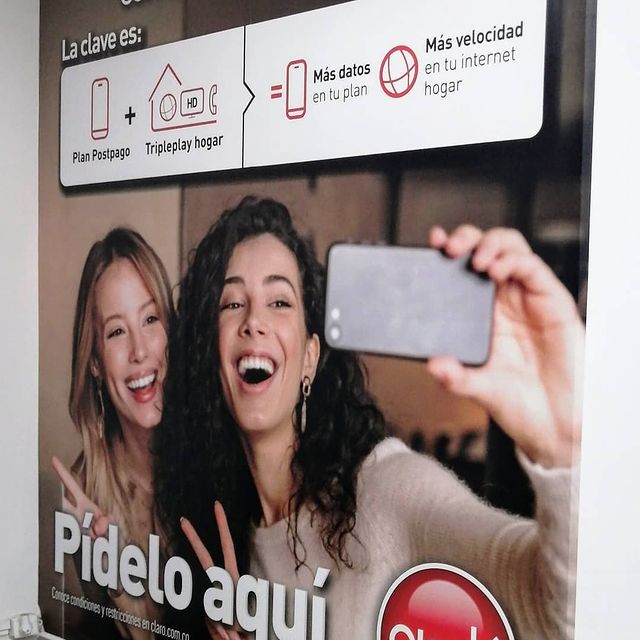 La clave es:
Plan Postpago
+
HD
Tripleplay hogar
=
Más datos
en tu plan
Más velocidad
en tu internet
hogar
Pídelo aquí
Conoce condiciones y restricciones en claro.com.co